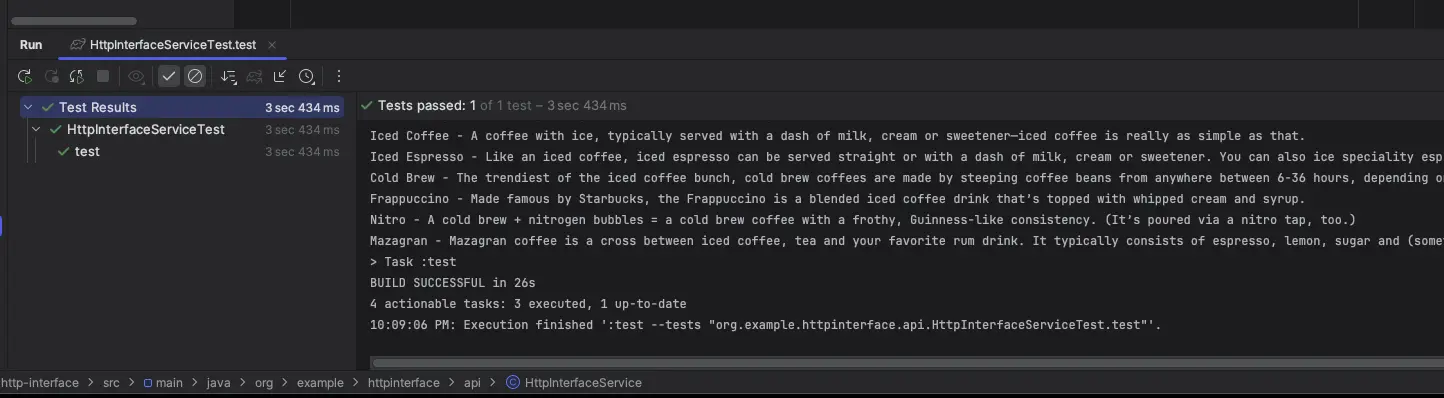 Run HttpInterfaceServiceTest.test
Test Results 3 sec 434 ms
HttpInterfaceServiceTest 3 sec 434 ms
test 3 sec 434 ms
Tests passed: 1 of 1 test – 3 sec 434 ms
Iced Coffee - A coffee with ice, typically served with a dash of milk, cream or sweetener—iced coffee is really as simple as that.
Iced Espresso - Like an iced coffee, iced espresso can be served straight or with a dash of milk, cream or sweetener. You can also ice speciality esp
Cold Brew - The trendiest of the iced coffee bunch, cold brew coffees are made by steeping coffee beans from anywhere between 6-36 hours, depending o
Frappuccino - Made famous by Starbucks, the Frappuccino is a blended iced coffee drink that’s topped with whipped cream and syrup.
Nitro - A cold brew + nitrogen bubbles = a cold brew coffee with a frothy, Guinness-like consistency. (It’s poured via a nitro tap, too.)
Mazagran - Mazagran coffee is a cross between iced coffee, tea and your favorite rum drink. It typically consists of espresso, lemon, sugar and (some
> Task :test
BUILD SUCCESSFUL in 26s
4 actionable tasks: 3 executed, 1 up-to-date
10:09:06 PM: Execution finished ':test --tests "org.example.httpinterface.api.HttpInterfaceServiceTest.test"'.
http-interface > src > main > java > org > example > httpinterface > api > HttpInterfaceService